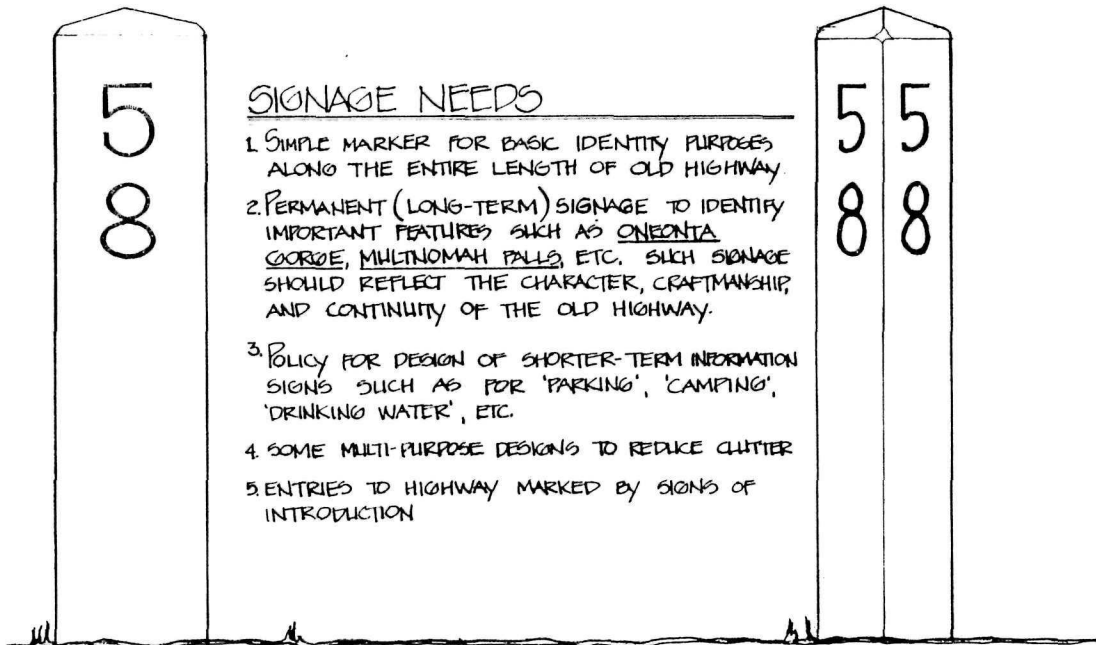 5
8
SIGNAGE NEEDS
1. SIMPLE MARKER FOR BASIC IDENTITY PURPOSES
ALONG THE ENTIRE LENGTH OF OLD HIGHWAY.
2. PERMANENT (LONG-TERM) SIGNAGE TO IDENTIFY
IMPORTANT FEATURES SUCH AS ONEONTA
GORGE, MULTNOMAH FALLS, ETC. SUCH SIGNAGE
SHOULD REFLECT THE CHARACTER, CRAFTMANSHIP,
AND CONTINUITY OF THE OLD HIGHWAY.
3. POLICY FOR DESIGN OF SHORTER-TERM INFORMATION
SIGNS SUCH AS FOR 'PARKING', 'CAMPING',
'DRINKING WATER', ETC.
4. SOME MULTI-PURPOSE DESIGNS TO REDUCE CLUTTER
5. ENTRIES TO HIGHWAY MARKED BY SIGNS OF
INTRODUCTION
5 5
8 8